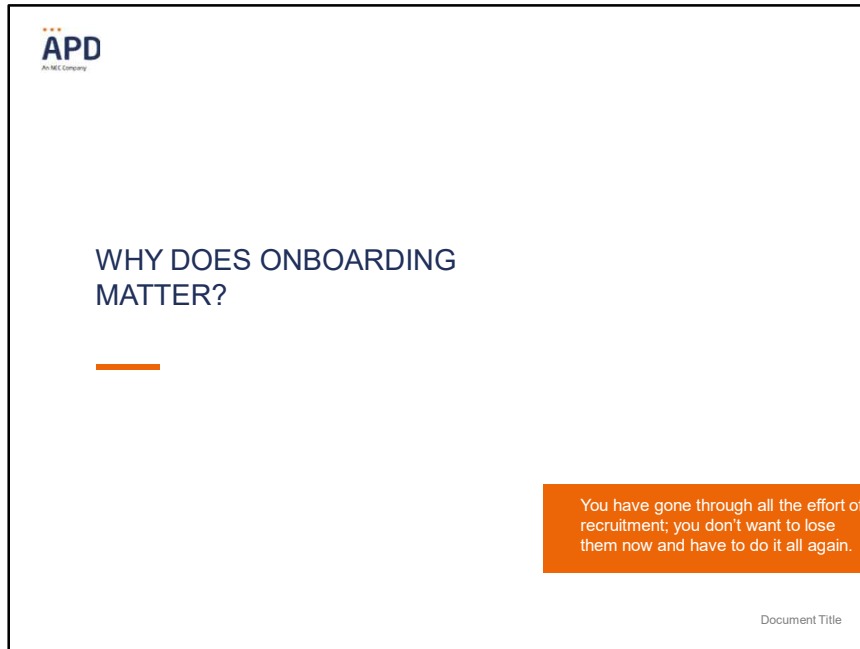 APD
An NEC Company
WHY DOES ONBOARDING
MATTER?
You have gone through all the effort of
recruitment; you don't want to lose
them now and have to do it all again.
Document Title